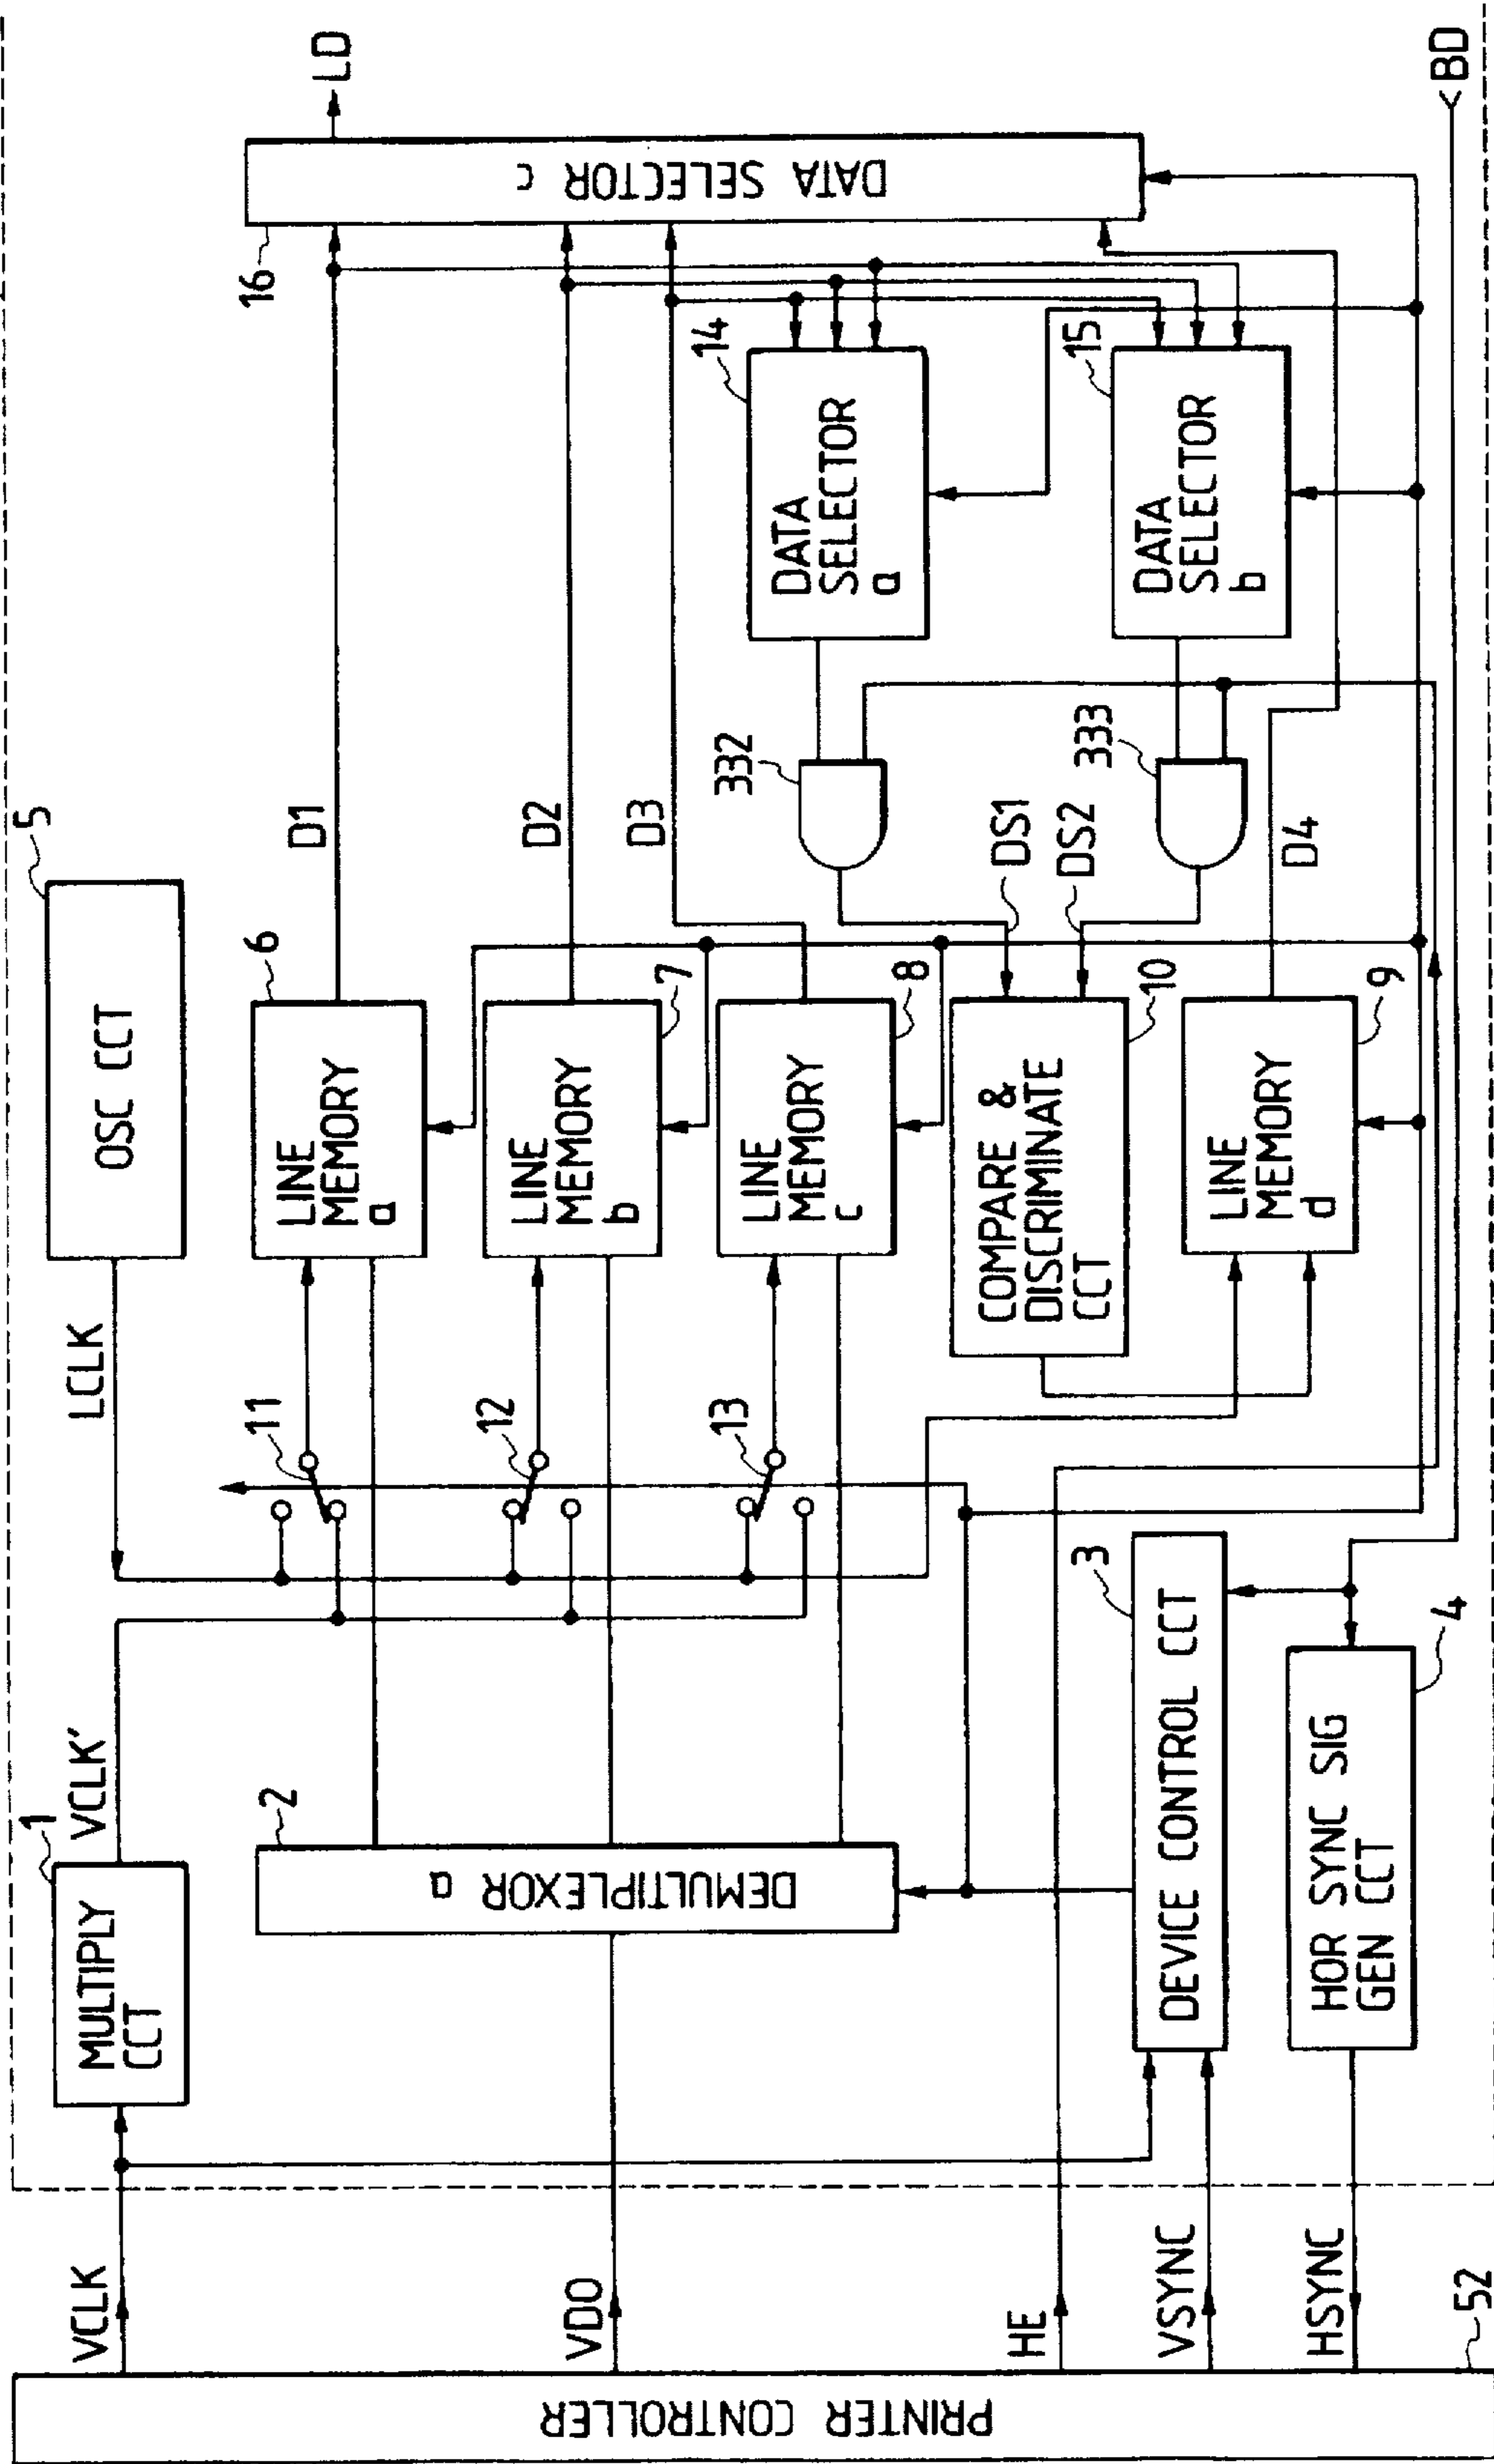 PRINTER CONTROLLER
52
VCLK
VDO
HE
VSYNC
HSYNC
1
MULTIPLY
CCT
VCLK'
2
DEMULTIPLEXOR a
3
DEVICE CONTROL CCT
4
HOR SYNC SIG
GEN CCT
LCLK
11
12
13
5
OSC CCT
6
LINE
MEMORY
a
7
LINE
MEMORY
b
8
LINE
MEMORY
c
10
COMPARE &
DISCRIMINATE
CCT
9
LINE
MEMORY
d
D1
D2
D3
D4
DS1
DS2
332
333
14
DATA
SELECTOR
a
15
DATA
SELECTOR
b
16
DATA SELECTOR c
LD
BD